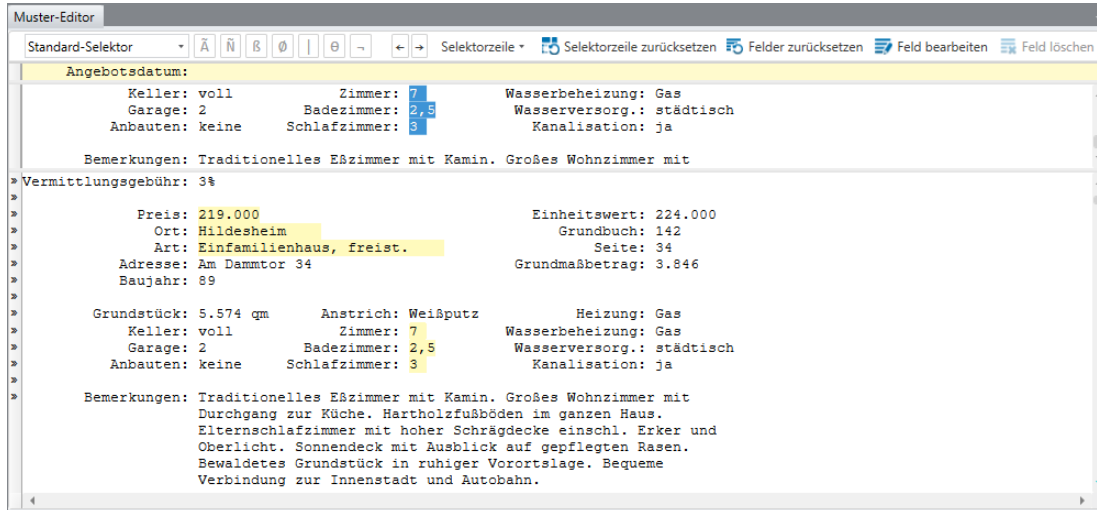 Muster-Editor
Standard-Selektor Ã Ñ ß Ø | θ ¬ ← → Selektorzeile Selektorzeile zurücksetzen Felder zurücksetzen Feld bearbeiten Feld löschen
Angebotsdatum:
Keller: voll Zimmer: 7 Wasserbeheizung: Gas
Garage: 2 Badezimmer: 2,5 Wasserversorg.: städtisch
Anbauten: keine Schlafzimmer: 3 Kanalisation: ja
Bemerkungen: Traditionelles Eßzimmer mit Kamin. Großes Wohnzimmer mit
Vermittlungsgebühr: 3%
Preis: 219.000 Einheitswert: 224.000
Ort: Hildesheim Grundbuch: 142
Art: Einfamilienhaus, freist. Seite: 34
Adresse: Am Dammtor 34 Grundmaßbetrag: 3.846
Baujahr: 89
Grundstück: 5.574 qm Anstrich: Weißputz Heizung: Gas
Keller: voll Zimmer: 7 Wasserbeheizung: Gas
Garage: 2 Badezimmer: 2,5 Wasserversorg.: städtisch
Anbauten: keine Schlafzimmer: 3 Kanalisation: ja
Bemerkungen: Traditionelles Eßzimmer mit Kamin. Großes Wohnzimmer mit
Durchgang zur Küche. Hartholzfußböden im ganzen Haus.
Elternschlafzimmer mit hoher Schrägdecke einschl. Erker und
Oberlicht. Sonnendeck mit Ausblick auf gepflegten Rasen.
Bewaldetes Grundstück in ruhiger Vorortslage. Bequeme
Verbindung zur Innenstadt und Autobahn.